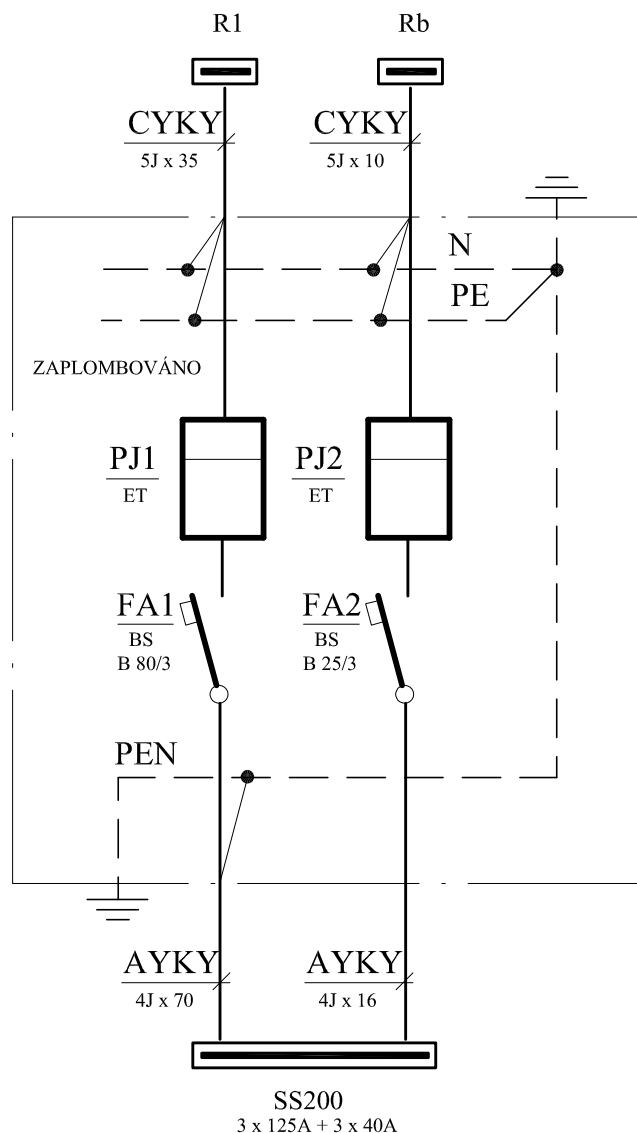 R1
Rb
CYKY
5J x 35
CYKY
5J x 10
N
PE
ZAPLOMBOVÁNO
PJ1
ET
PJ2
ET
FA1
BS
B 80/3
FA2
BS
B 25/3
PEN
AYKY
4J x 70
AYKY
4J x 16
SS200
3 x 125A + 3 x 40A